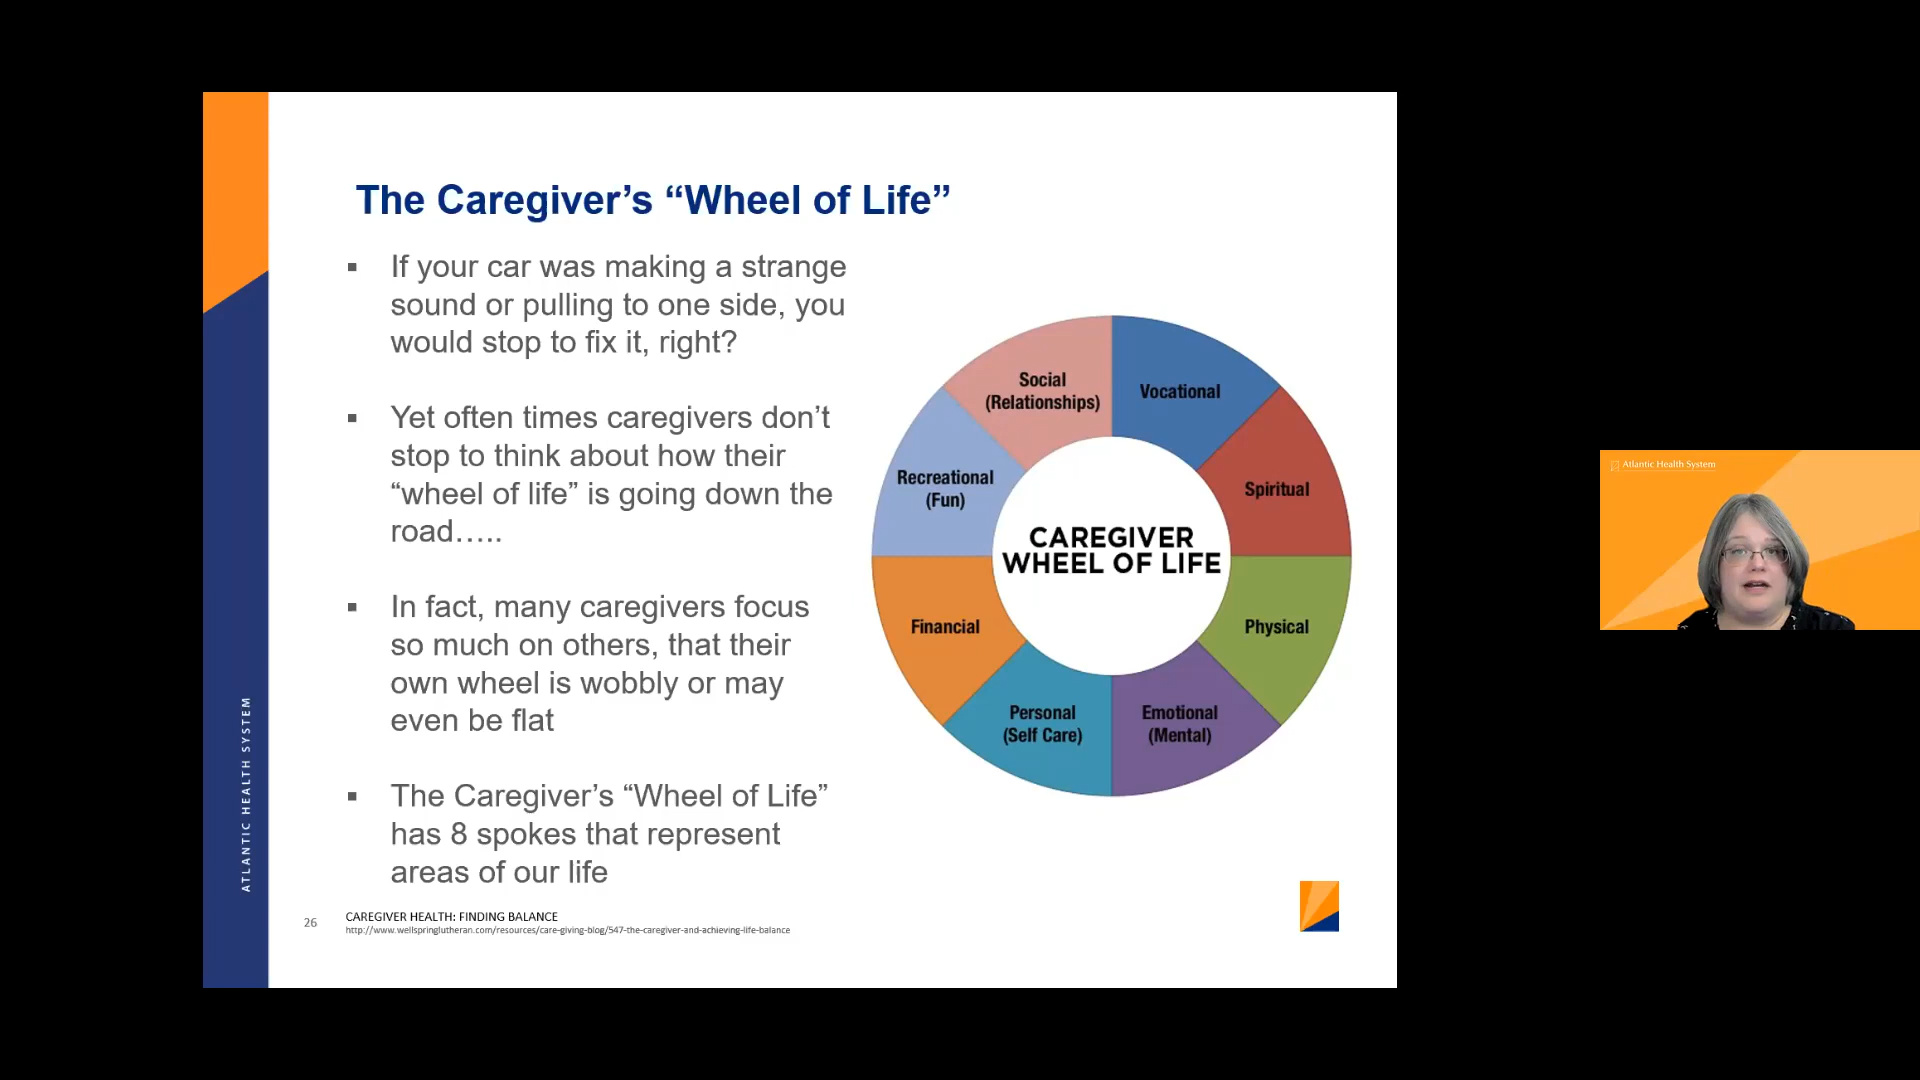 The Caregiver’s “Wheel of Life”
▪ If your car was making a strange
sound or pulling to one side, you
would stop to fix it, right?
▪ Yet often times caregivers don’t
stop to think about how their
“wheel of life” is going down the
road…..
▪ In fact, many caregivers focus
so much on others, that their
own wheel is wobbly or may
even be flat
▪ The Caregiver’s “Wheel of Life”
has 8 spokes that represent
areas of our life
Social
(Relationships)
Vocational
Recreational
(Fun)
Spiritual
CAREGIVER
WHEEL OF LIFE
Financial
Physical
Personal
(Self Care)
Emotional
(Mental)
ATLANTIC HEALTH SYSTEM
26
CAREGIVER HEALTH: FINDING BALANCE
http://www.wellspringlutheran.com/resources/care-giving-blog/547-the-caregiver-and-achieving-life-balance
Atlantic Health System